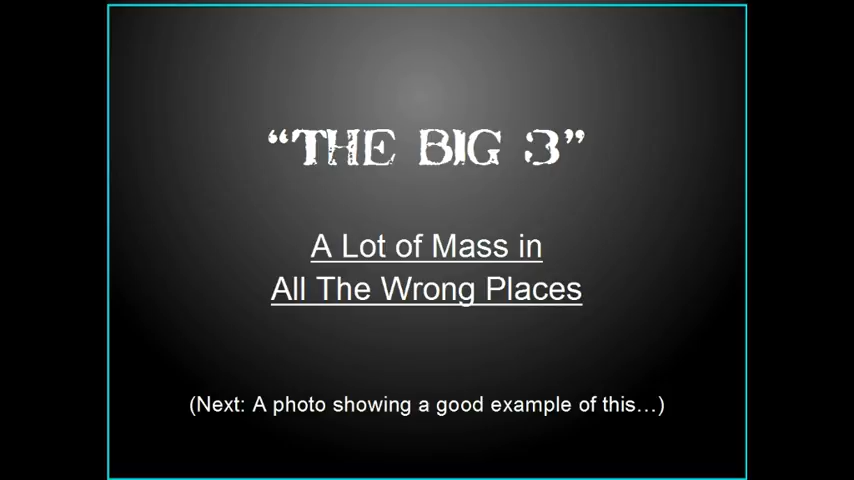 “THE BIG 3”
A Lot of Mass in
All The Wrong Places
(Next: A photo showing a good example of this…)